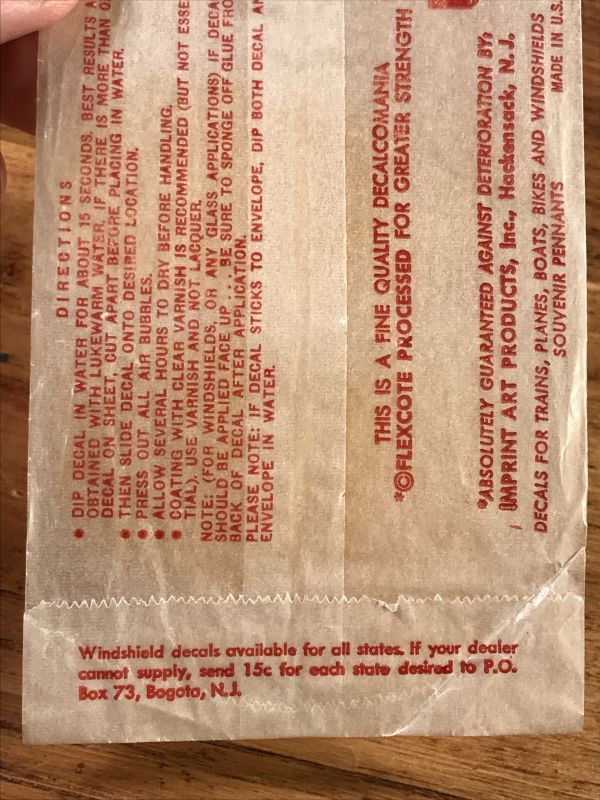 DIRECTIONS
● DIP DECAL IN WATER FOR ABOUT 15 SECONDS. BEST RESULTS
OBTAINED WITH LUKEWARM WATER. IF THERE IS MORE THAN
DECAL ON SHEET, CUT APART BEFORE PLACING IN WATER.
● THEN SLIDE DECAL ONTO DESIRED LOCATION.
● PRESS OUT ALL AIR BUBBLES.
● ALLOW SEVERAL HOURS TO DRY BEFORE HANDLING.
● COATING WITH CLEAR VARNISH IS RECOMMENDED (BUT NOT ESSE
TIAL), USE VARNISH AND NOT LACQUER.
NOTE: (FOR WINDSHIELDS, OR ANY GLASS APPLICATIONS) IF DECA
SHOULD BE APPLIED FACE UP . . . BE SURE TO SPONGE OFF GLUE FRO
BACK OF DECAL AFTER APPLICATION.
PLEASE NOTE: IF DECAL STICKS TO ENVELOPE, DIP BOTH DECAL AN
ENVELOPE IN WATER.
THIS IS A FINE QUALITY DECALCOMANIA
*©FLEXCOTE PROCESSED FOR GREATER STRENGTH
*ABSOLUTELY GUARANTEED AGAINST DETERIORATION BY:
IMPRINT ART PRODUCTS, Inc., Hackensack, N. J.
DECALS FOR TRAINS, PLANES, BOATS, BIKES AND WINDSHIELDS
SOUVENIR PENNANTS
MADE IN U.S.
Windshield decals available for all states. If your dealer
cannot supply, send 15c for each state desired to P.O.
Box 73, Bogota, N.J.